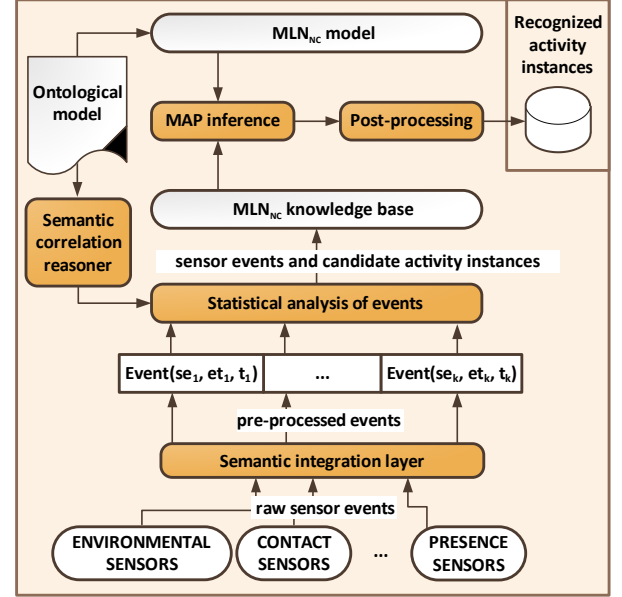 MLN_NC model
Recognized
activity
instances
Ontological
model
MAP inference
Post-processing
MLN_NC knowledge base
Semantic
correlation
reasoner
sensor events and candidate activity instances
Statistical analysis of events
Event(se₁, et₁, t₁)
...
Event(seₖ, etₖ, tₖ)
pre-processed events
Semantic integration layer
raw sensor events
ENVIRONMENTAL
SENSORS
CONTACT
SENSORS
...
PRESENCE
SENSORS